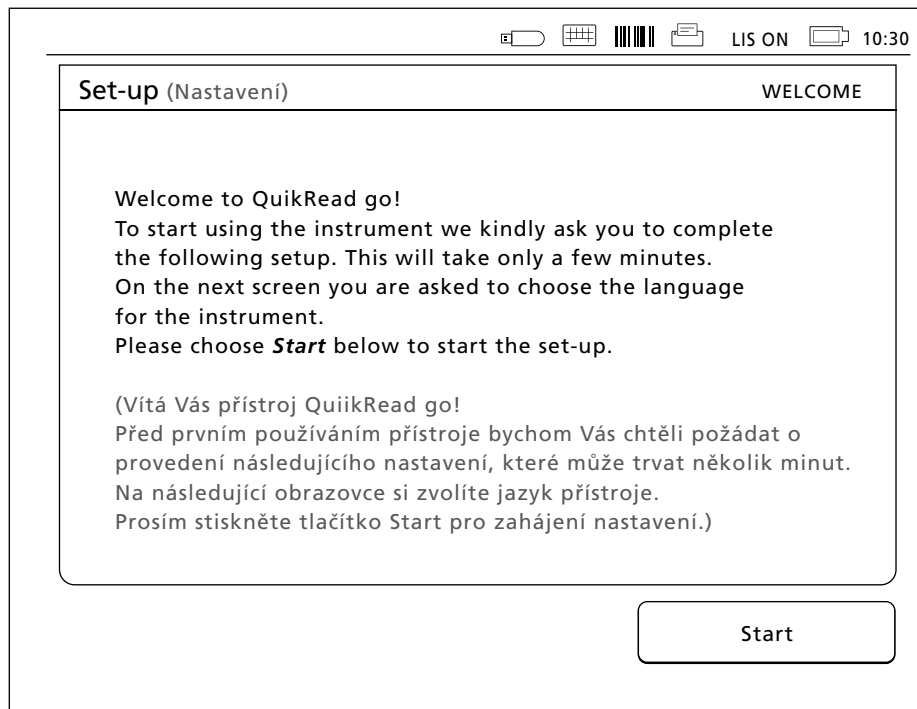 LIS ON 10:30
Set-up (Nastavení) WELCOME
Welcome to QuikRead go!
To start using the instrument we kindly ask you to complete
the following setup. This will take only a few minutes.
On the next screen you are asked to choose the language
for the instrument.
Please choose Start below to start the set-up.
(Vítá Vás přístroj QuiikRead go!
Před prvním používáním přístroje bychom Vás chtěli požádat o
provedení následujícího nastavení, které může trvat několik minut.
Na následující obrazovce si zvolíte jazyk přístroje.
Prosím stiskněte tlačítko Start pro zahájení nastavení.)
Start